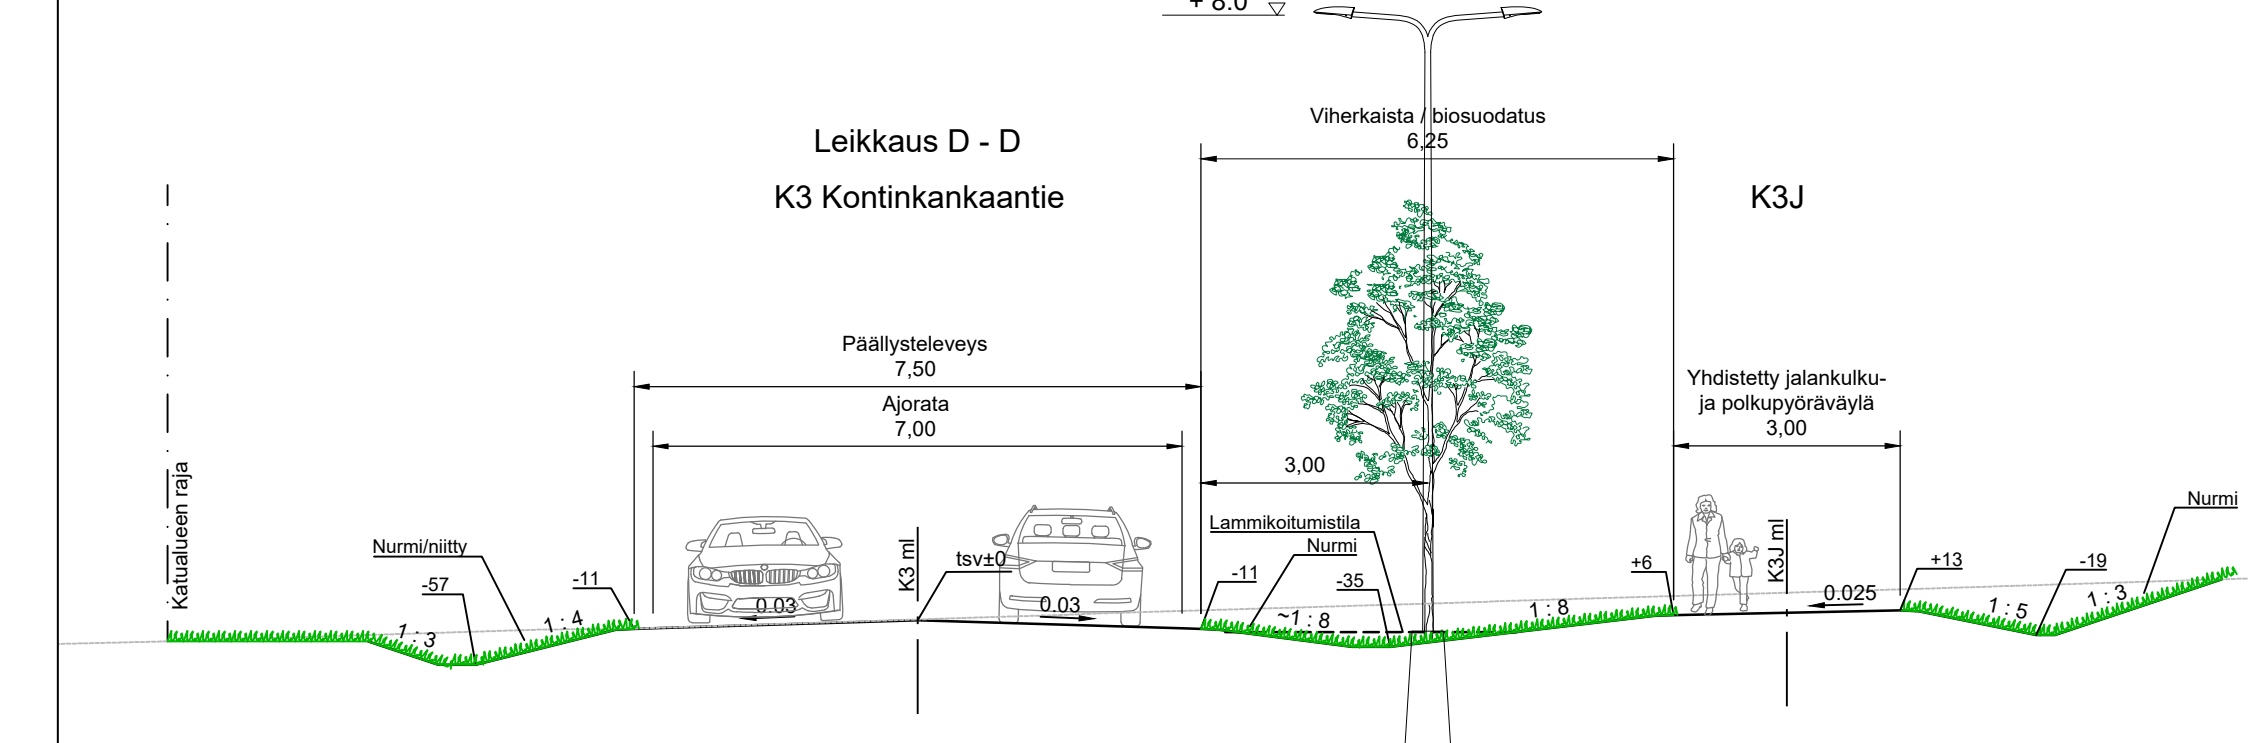 + 8.0
Viherkaista / biosuodatus
6,25
Leikkaus D - D
K3 Kontinkankaantie
K3J
Päällysteleveys
7,50
Ajorata
7,00
Yhdistetty jalankulku-
ja polkupyöräväylä
3,00
3,00
Katualueen raja
Nurmi/niitty
-57
-11
K3 ml
tsv±0
Lammikoitumistila
Nurmi
-11
-35
+6
K3J ml
+13
-19
Nurmi
1 : 3
1 : 4
0.03
0.03
~1 : 8
1 : 8
0.025
1 : 5
1 : 3